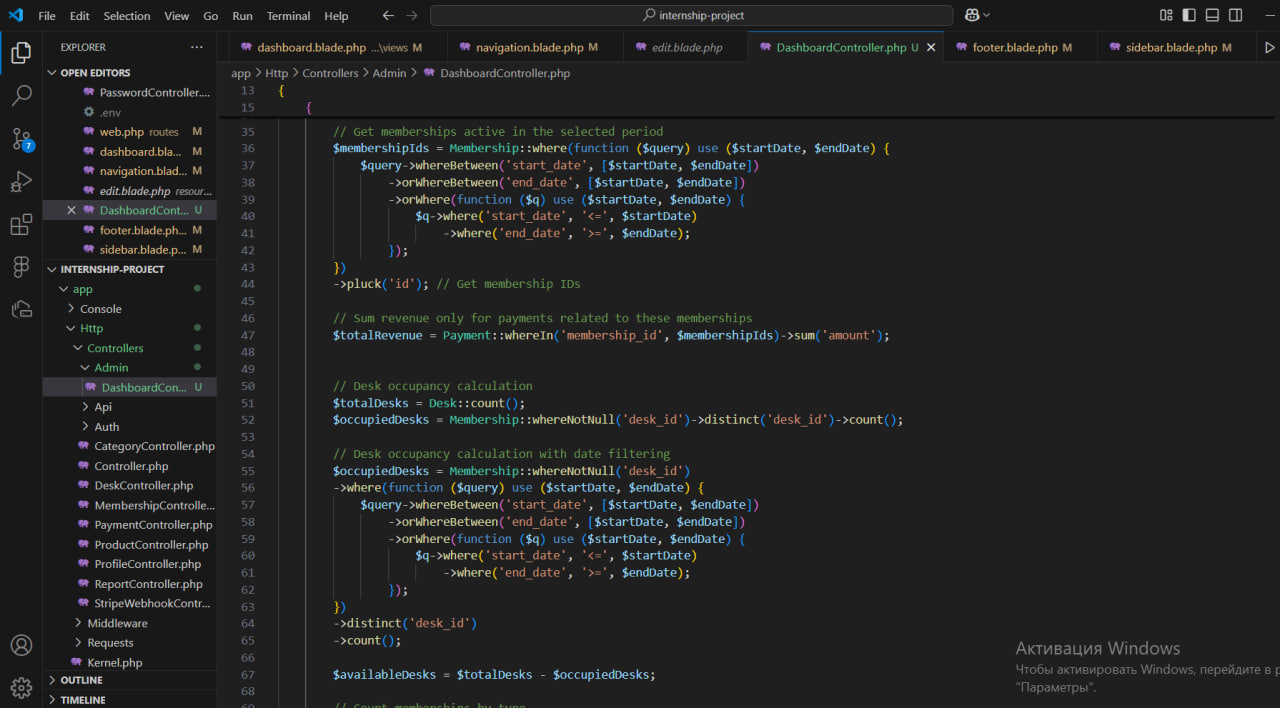 File Edit Selection View Go Run Terminal Help
internship-project
EXPLORER
OPEN EDITORS
PasswordController....
.env
web.php routes M
dashboard.bla... M
navigation.blad... M
edit.blade.php resour...
DashboardCont... U
footer.blade.ph... M
sidebar.blade.p... M
INTERNSHIP-PROJECT
app
Console
Http
Controllers
Admin
DashboardCon... U
Api
Auth
CategoryController.php
Controller.php
DeskController.php
MembershipControlle...
PaymentController.php
ProductController.php
ProfileController.php
ReportController.php
StripeWebhookContr...
Middleware
Requests
Kernel.php
OUTLINE
TIMELINE
7
dashboard.blade.php ...\views M
navigation.blade.php M
edit.blade.php
DashboardController.php U
footer.blade.php M
sidebar.blade.php M
app > Http > Controllers > Admin > DashboardController.php
13 {
15 {
35 // Get memberships active in the selected period
36 $membershipIds = Membership::where(function ($query) use ($startDate, $endDate) {
37 $query->whereBetween('start_date', [$startDate, $endDate])
38 ->orWhereBetween('end_date', [$startDate, $endDate])
39 ->orWhere(function ($q) use ($startDate, $endDate) {
40 $q->where('start_date', '<=', $startDate)
41 ->where('end_date', '>=', $endDate);
42 });
43 })
44 ->pluck('id'); // Get membership IDs
45
46 // Sum revenue only for payments related to these memberships
47 $totalRevenue = Payment::whereIn('membership_id', $membershipIds)->sum('amount');
48
49
50 // Desk occupancy calculation
51 $totalDesks = Desk::count();
52 $occupiedDesks = Membership::whereNotNull('desk_id')->distinct('desk_id')->count();
53
54 // Desk occupancy calculation with date filtering
55 $occupiedDesks = Membership::whereNotNull('desk_id')
56 ->where(function ($query) use ($startDate, $endDate) {
57 $query->whereBetween('start_date', [$startDate, $endDate])
58 ->orWhereBetween('end_date', [$startDate, $endDate])
59 ->orWhere(function ($q) use ($startDate, $endDate) {
60 $q->where('start_date', '<=', $startDate)
61 ->where('end_date', '>=', $endDate);
62 });
63 })
64 ->distinct('desk_id')
65 ->count();
66
67 $availableDesks = $totalDesks - $occupiedDesks;
68
69 // Count memberships by type
Активация Windows
Чтобы активировать Windows, перейдите в р
"Параметры".